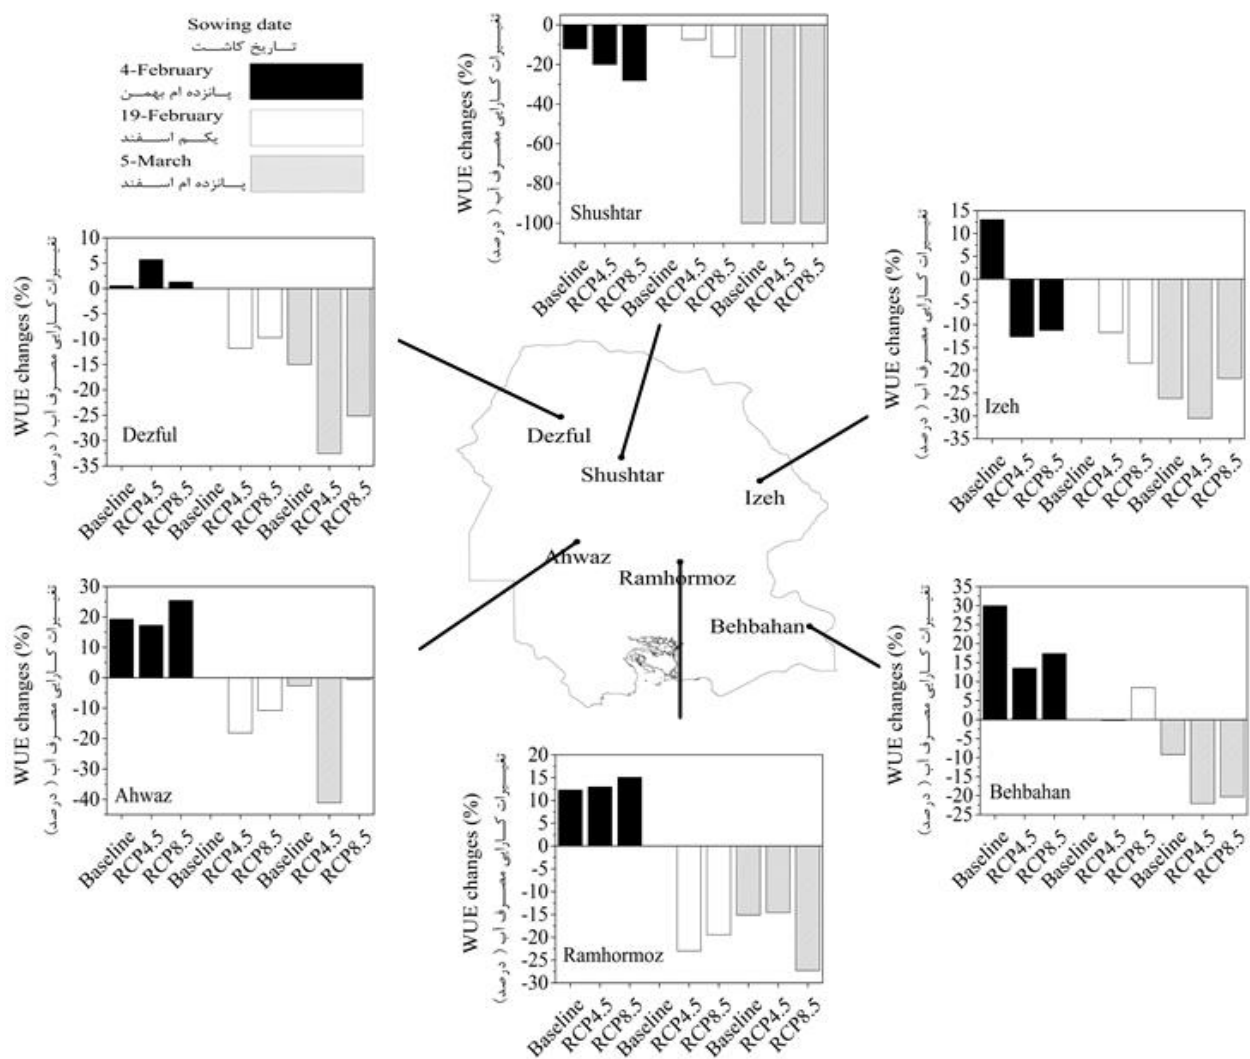 Sowing date
تاریخ کاشت
4-February
پانزده ام بهمن
19-February
یکم اسفند
5-March
پانزده ام اسفند
WUE changes (%)
تغییرات کارایی مصرف آب ( درصد)
0
-20
-40
-60
-80
-100
Shushtar
Baseline
RCP4.5
RCP8.5
Baseline
RCP4.5
RCP8.5
Baseline
RCP4.5
RCP8.5
WUE changes (%)
تغییرات کارایی مصرف آب ( درصد)
10
5
0
-5
-10
-15
-20
-25
-30
-35
Dezful
Baseline
RCP4.5
RCP8.5
Baseline
RCP4.5
RCP8.5
Baseline
RCP4.5
RCP8.5
WUE changes (%)
تغییرات کارایی مصرف آب ( درصد)
15
10
5
0
-5
-10
-15
-20
-25
-30
-35
Izeh
Baseline
RCP4.5
RCP8.5
Baseline
RCP4.5
RCP8.5
Baseline
RCP4.5
RCP8.5
Dezful
Shushtar
Izeh
Ahwaz
Ramhormoz
Behbahan
WUE changes (%)
تغییرات کارایی مصرف آب ( درصد)
30
20
10
0
-10
-20
-30
-40
Ahwaz
Baseline
RCP4.5
RCP8.5
Baseline
RCP4.5
RCP8.5
Baseline
RCP4.5
RCP8.5
WUE changes (%)
تغییرات کارایی مصرف آب ( درصد)
35
30
25
20
15
10
5
0
-5
-10
-15
-20
-25
Behbahan
Baseline
RCP4.5
RCP8.5
Baseline
RCP4.5
RCP8.5
Baseline
RCP4.5
RCP8.5
WUE changes (%)
تغییرات کارایی مصرف آب ( درصد)
20
15
10
5
0
-5
-10
-15
-20
-25
-30
Ramhormoz
Baseline
RCP4.5
RCP8.5
Baseline
RCP4.5
RCP8.5
Baseline
RCP4.5
RCP8.5